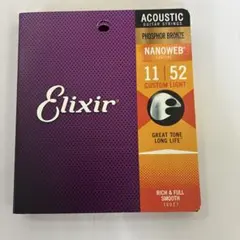 Elixir
ACOUSTIC
GUITAR STRINGS
PHOSPHOR BRONZE
NANOWEB
11 52
CUSTOM LIGHT
GREAT TONE
LONG LIFE
RICH & FULL
SMOOTH